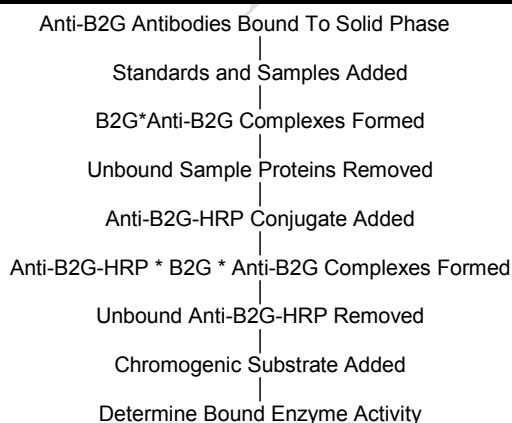 Anti-B2G Antibodies Bound To Solid Phase
Standards and Samples Added
B2G*Anti-B2G Complexes Formed
Unbound Sample Proteins Removed
Anti-B2G-HRP Conjugate Added
Anti-B2G-HRP * B2G * Anti-B2G Complexes Formed
Unbound Anti-B2G-HRP Removed
Chromogenic Substrate Added
Determine Bound Enzyme Activity